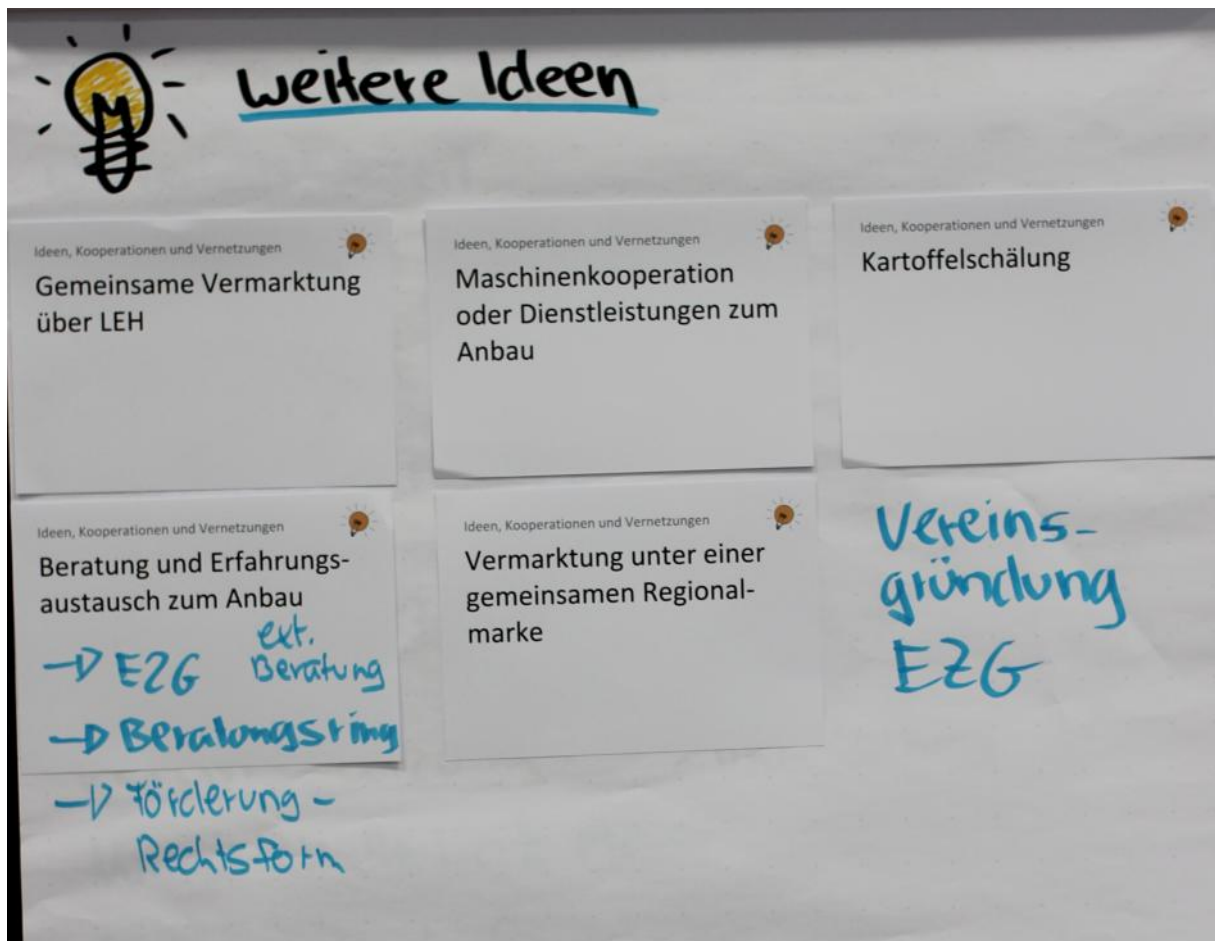 weitere Ideen
Ideen, Kooperationen und Vernetzungen
Gemeinsame Vermarktung
über LEH
Ideen, Kooperationen und Vernetzungen
Maschinenkooperation
oder Dienstleistungen zum
Anbau
Ideen, Kooperationen und Vernetzungen
Kartoffelschälung
Ideen, Kooperationen und Vernetzungen
Beratung und Erfahrungs-
austausch zum Anbau
→ EZG ext. Beratung
→ Beratungsring
→ Förderung -
Rechtsform
Ideen, Kooperationen und Vernetzungen
Vermarktung unter einer
gemeinsamen Regional-
marke
Vereins-
gründung
EZG